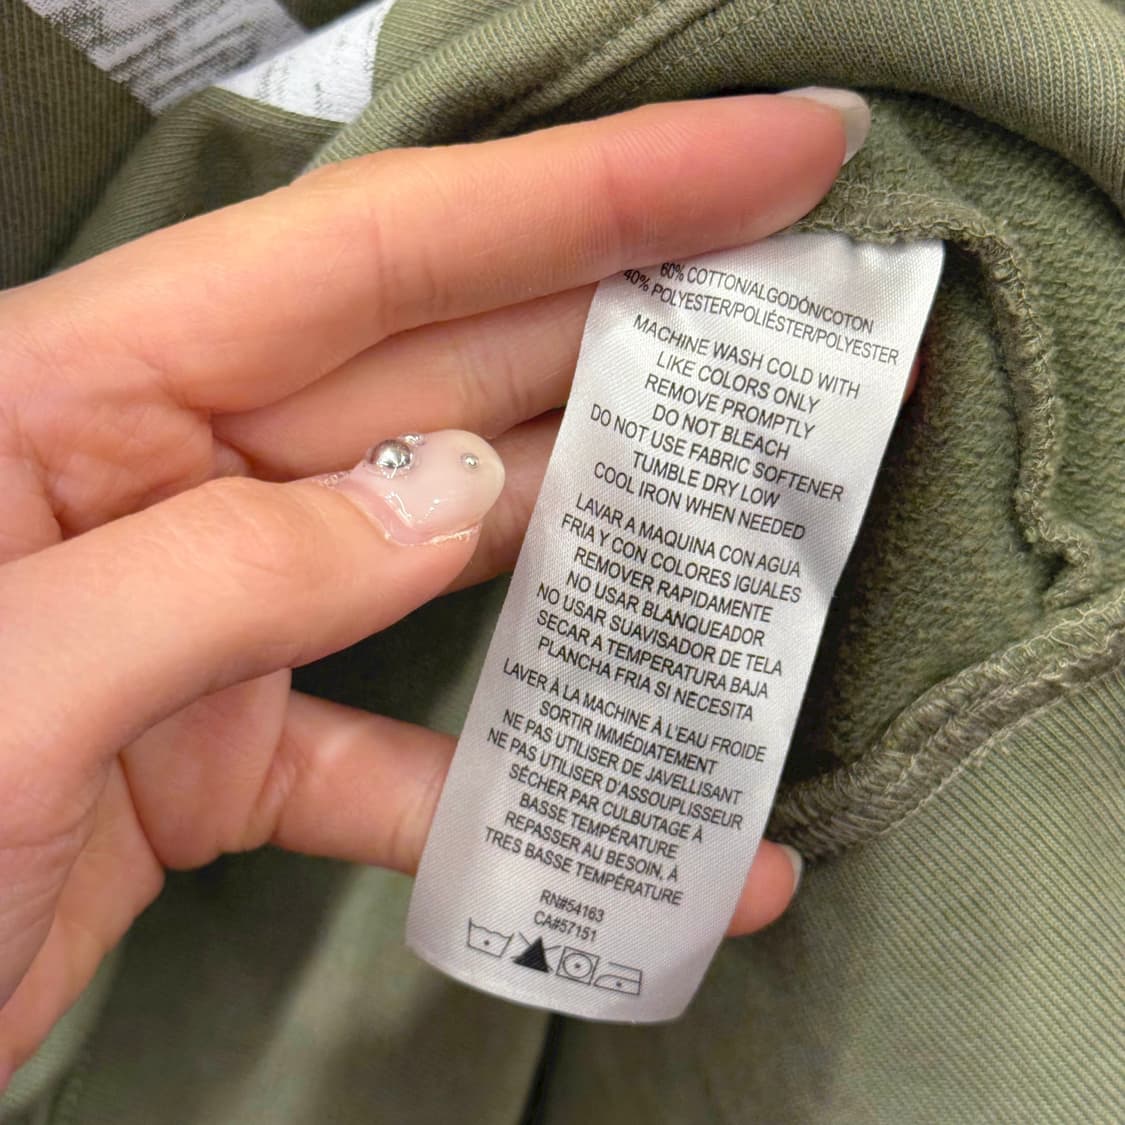 60% COTTON/ALGODÓN/COTON
40% POLYESTER/POLIÉSTER/POLYESTER
MACHINE WASH COLD WITH
LIKE COLORS ONLY
REMOVE PROMPTLY
DO NOT BLEACH
DO NOT USE FABRIC SOFTENER
TUMBLE DRY LOW
COOL IRON WHEN NEEDED
LAVAR A MAQUINA CON AGUA
FRIA Y CON COLORES IGUALES
REMOVER RAPIDAMENTE
NO USAR BLANQUEADOR
NO USAR SUAVISADOR DE TELA
SECAR A TEMPERATURA BAJA
PLANCHA FRIA SI NECESITA
LAVER À LA MACHINE À L'EAU FROIDE
SORTIR IMMÉDIATEMENT
NE PAS UTILISER DE JAVELLISANT
NE PAS UTILISER D'ASSOUPLISSEUR
SÉCHER PAR CULBUTAGE À
BASSE TEMPÉRATURE
REPASSER AU BESOIN, À
TRES BASSE TEMPÉRATURE
RN#54163
CA#57151